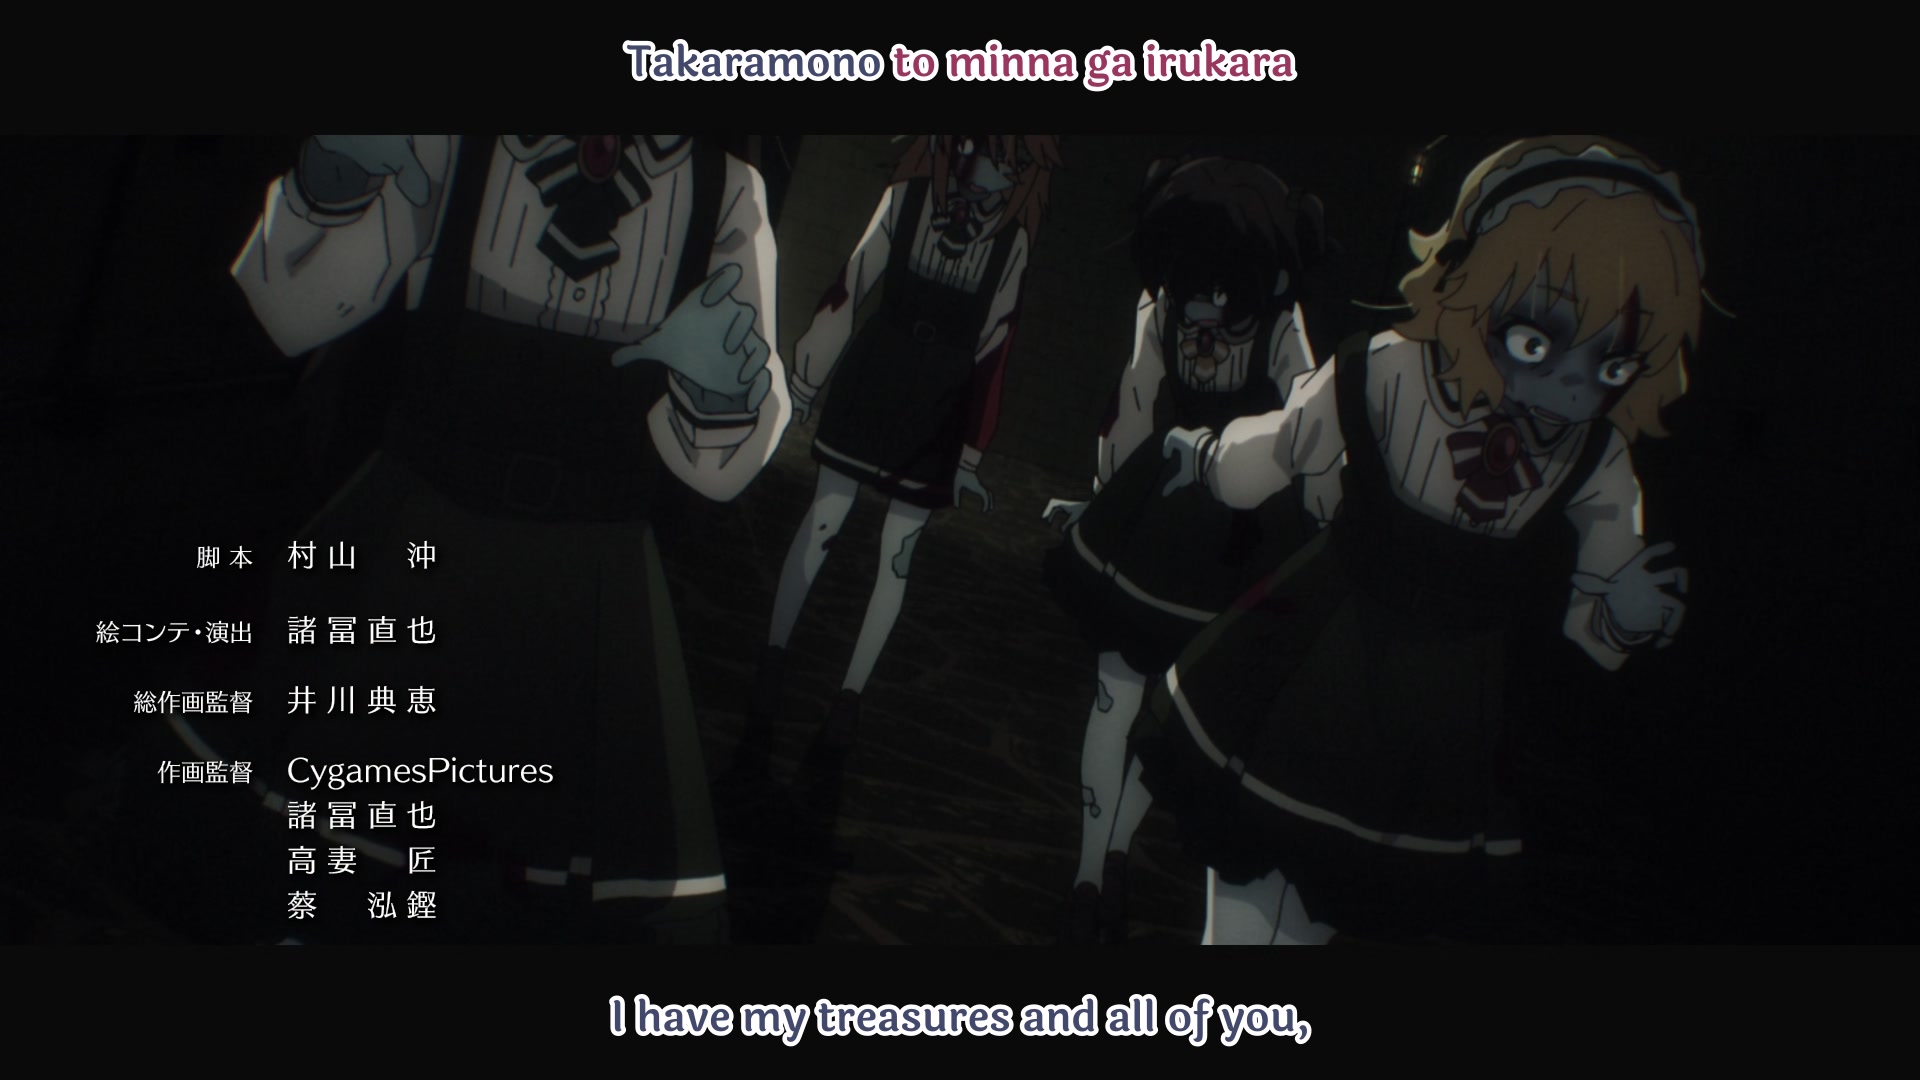 Takaramono to minna ga irukara
脚本 村山 沖
絵コンテ・演出 諸冨直也
総作画監督 井川典恵
作画監督 CygamesPictures
諸冨直也
高妻 匠
蔡 泓鏗
I have my treasures and all of you,